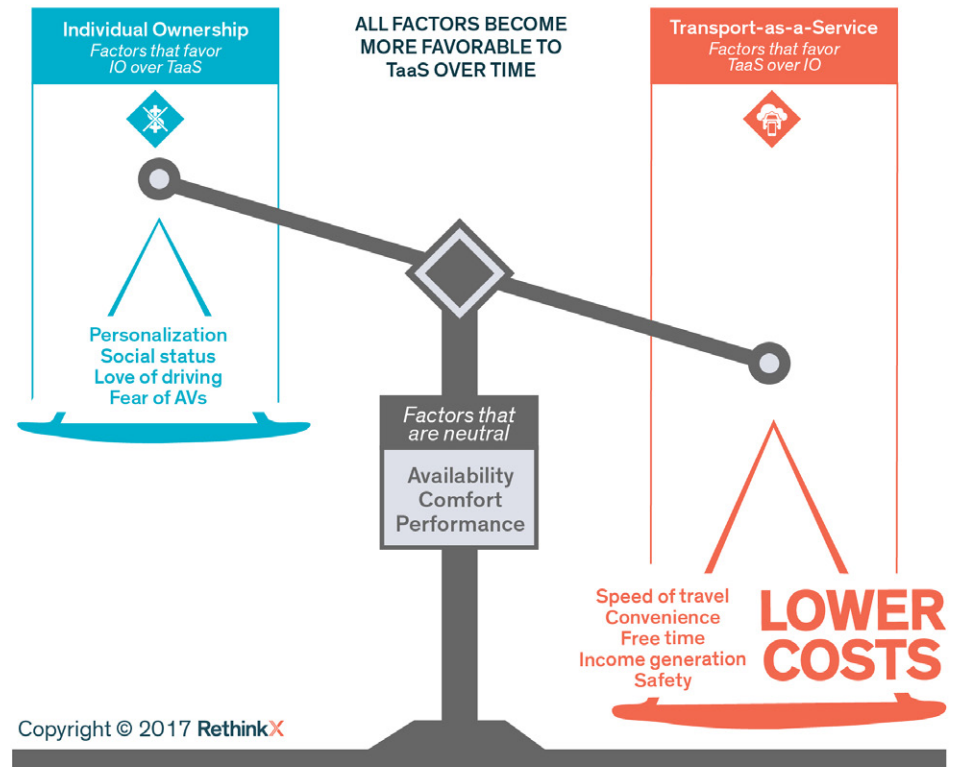 Individual Ownership
Factors that favor
IO over TaaS
ALL FACTORS BECOME
MORE FAVORABLE TO
TaaS OVER TIME
Transport-as-a-Service
Factors that favor
TaaS over IO
Personalization
Social status
Love of driving
Fear of AVs
Factors that
are neutral
Availability
Comfort
Performance
Speed of travel
Convenience
Free time
Income generation
Safety
LOWER
COSTS
Copyright © 2017 RethinkX